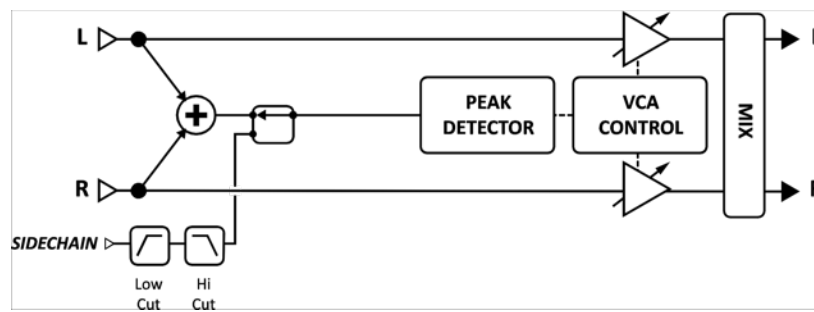 L
+
PEAK
DETECTOR
VCA
CONTROL
MIX
R
SIDECHAIN
Low
Cut
Hi
Cut